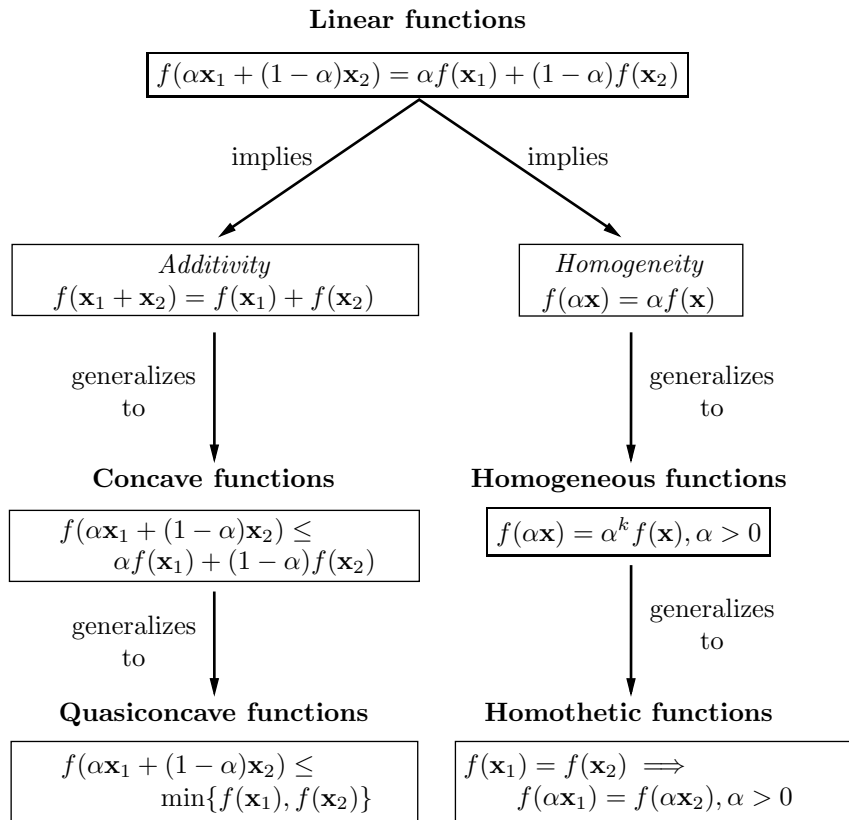 Linear functions
f(αx₁ + (1 − α)x₂) = αf(x₁) + (1 − α)f(x₂)
implies
implies
Additivity
f(x₁ + x₂) = f(x₁) + f(x₂)
Homogeneity
f(αx) = αf(x)
generalizes
to
generalizes
to
Concave functions
f(αx₁ + (1 − α)x₂) ≤
αf(x₁) + (1 − α)f(x₂)
Homogeneous functions
f(αx) = αᵏf(x), α > 0
generalizes
to
generalizes
to
Quasiconcave functions
f(αx₁ + (1 − α)x₂) ≤
min{f(x₁), f(x₂)}
Homothetic functions
f(x₁) = f(x₂) ⟹
f(αx₁) = f(αx₂), α > 0